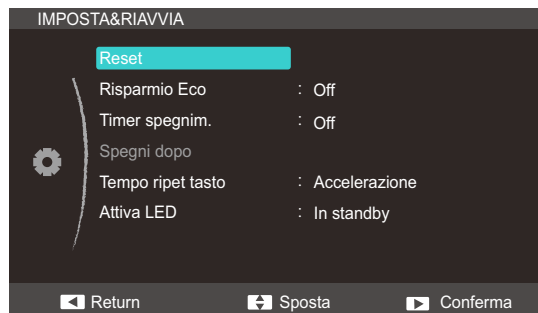 IMPOSTA&RIAVVIA
Reset
Risparmio Eco : Off
Timer spegnim. : Off
Spegni dopo
Tempo ripet tasto : Accelerazione
Attiva LED : In standby
Return Sposta Conferma